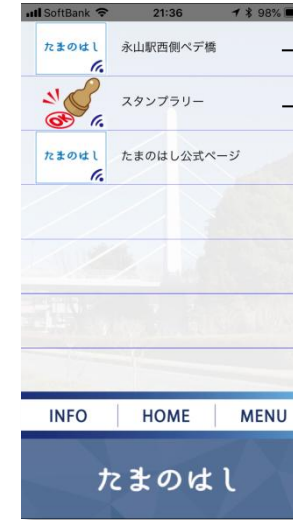 SoftBank 21:36 98%
たまのはし 永山駅西側ペデ橋
OK スタンプラリー
たまのはし たまのはし公式ページ
INFO HOME MENU
たまのはし